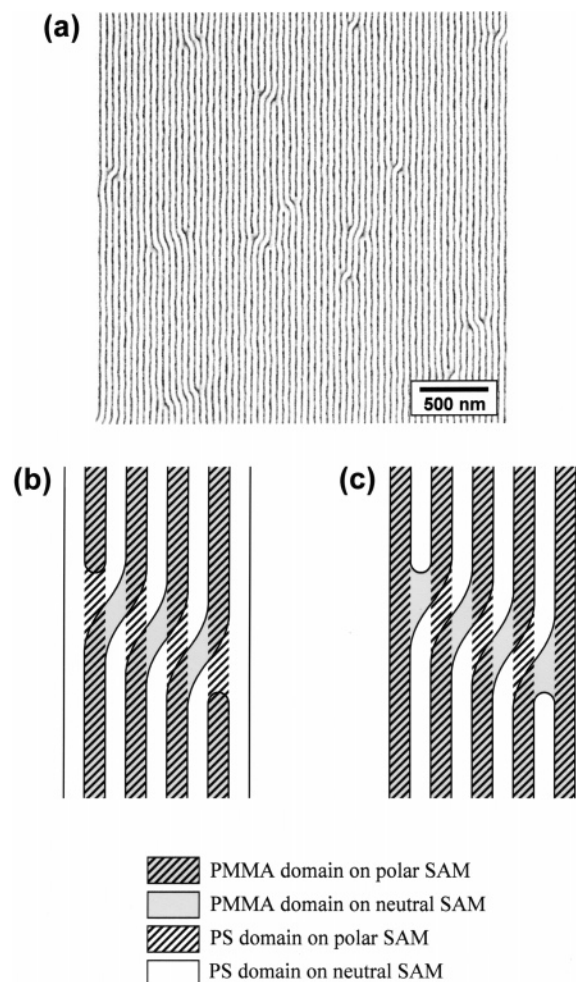 (a)
500 nm
(b)
(c)
PMMA domain on polar SAM
PMMA domain on neutral SAM
PS domain on polar SAM
PS domain on neutral SAM